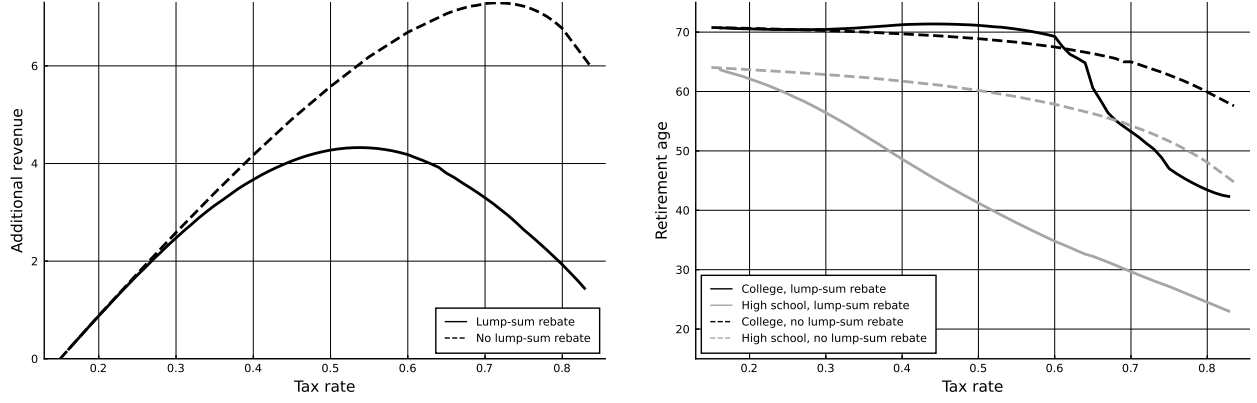 Additional revenue
6
4
2
0
0.2 0.3 0.4 0.5 0.6 0.7 0.8
Tax rate
Lump-sum rebate
No lump-sum rebate
Retirement age
70
60
50
40
30
20
0.2 0.3 0.4 0.5 0.6 0.7 0.8
Tax rate
College, lump-sum rebate
High school, lump-sum rebate
College, no lump-sum rebate
High school, no lump-sum rebate